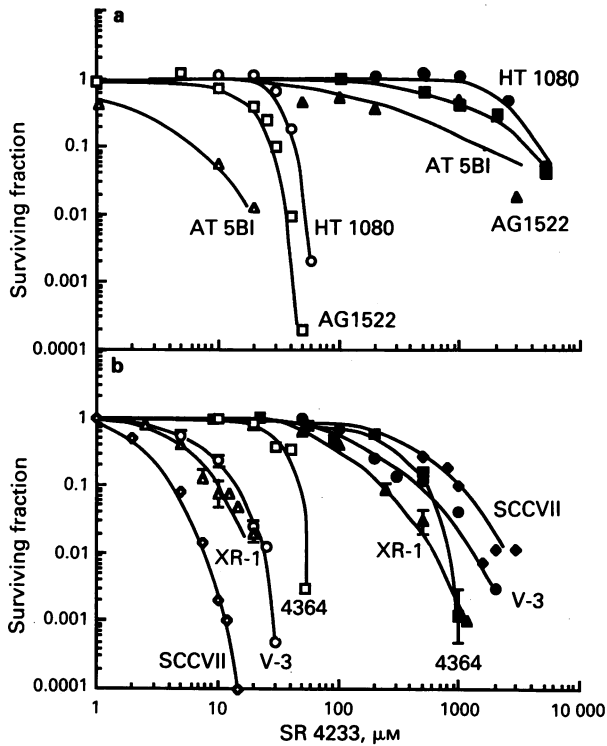 a
Surviving fraction
1
0.1
0.01
0.001
0.0001
HT 1080
AT 5BI
AG1522
AT 5BI
HT 1080
AG1522
b
Surviving fraction
1
0.1
0.01
0.001
0.0001
SCCVII
XR-1
XR-1
V-3
4364
SCCVII
V-3
4364
1
10
100
1000
10 000
SR 4233, μM